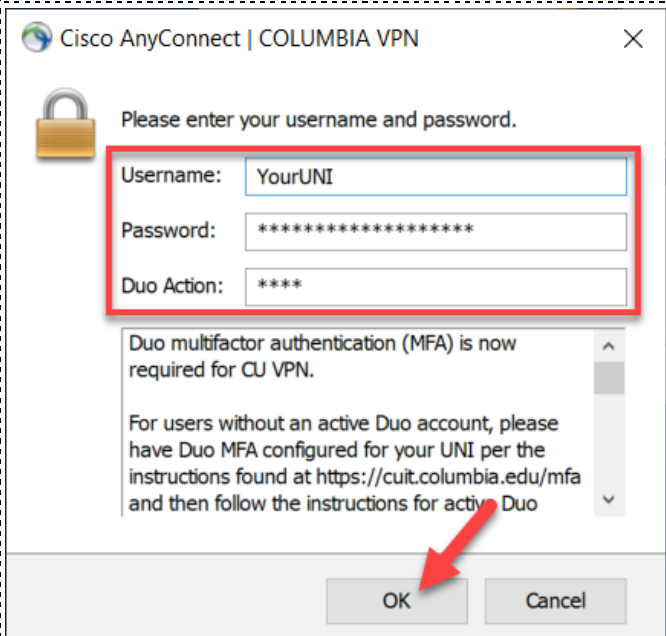 Cisco AnyConnect | COLUMBIA VPN
Please enter your username and password.
Username: YourUNI
Password: *******************
Duo Action: ****
Duo multifactor authentication (MFA) is now
required for CU VPN.
For users without an active Duo account, please
have Duo MFA configured for your UNI per the
instructions found at https://cuit.columbia.edu/mfa
and then follow the instructions for active Duo
OK Cancel